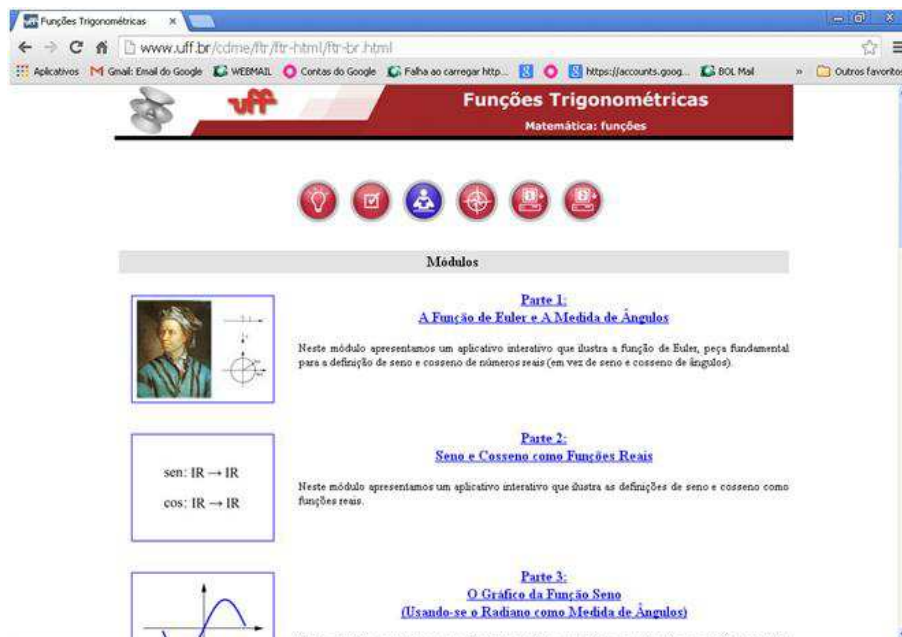 Funções Trigonométricas
www.uff.br/cdme/ftr/ftr-html/ftr-br.html
Aplicativos Gmail: Email do Google WEBMAIL Contas do Google Falha ao carregar http... https://accounts.goog... BOL Mail » Outros favoritos
uff Funções Trigonométricas
Matemática: funções
Módulos
Parte 1:
A Função de Euler e A Medida de Ângulos
Neste módulo apresentamos um aplicativo interativo que ilustra a função de Euler, peça fundamental
para a definição de seno e cosseno de números reais (em vez de seno e cosseno de ângulos).
Parte 2:
Seno e Cosseno como Funções Reais
sen: IR → IR
cos: IR → IR
Neste módulo apresentamos um aplicativo interativo que ilustra as definições de seno e cosseno como
funções reais.
Parte 3:
O Gráfico da Função Seno
(Usando-se o Radiano como Medida de Ângulos)